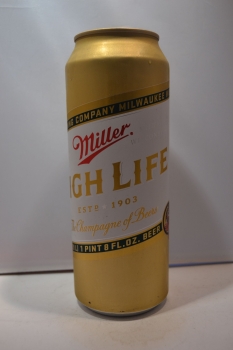 G COMPANY MILWAUKEE
Miller.
IGH LIFE
ESTD 1903
Champagne of Beers
1 PINT 8 FL. OZ. BEER